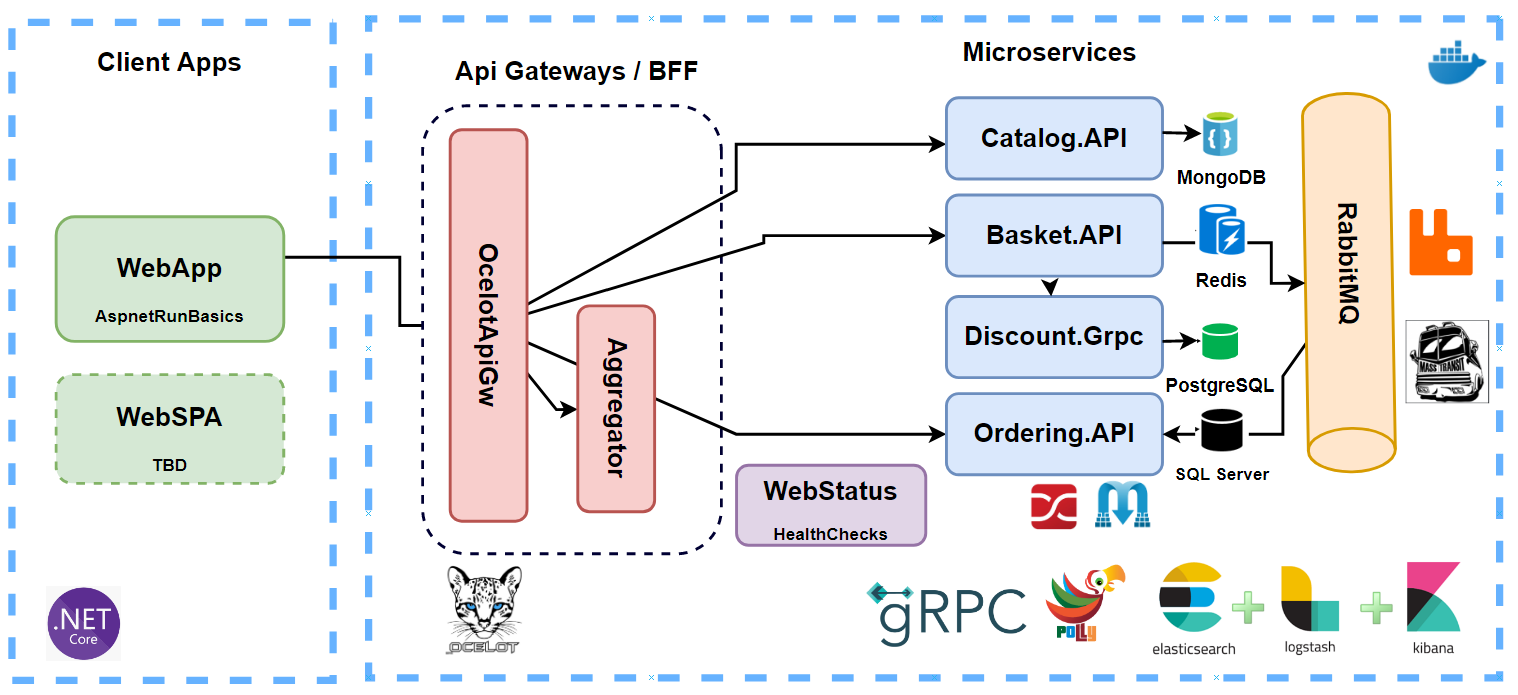 Client Apps
Api Gateways / BFF
Microservices
WebApp
AspnetRunBasics
WebSPA
TBD
OcelotApiGw
Aggregator
Catalog.API
MongoDB
Basket.API
Redis
Discount.Grpc
PostgreSQL
Ordering.API
SQL Server
RabbitMQ
MASS TRANSIT
WebStatus
HealthChecks
.NET
Core
OCELOT
gRPC
POLLY
elasticsearch
logstash
kibana